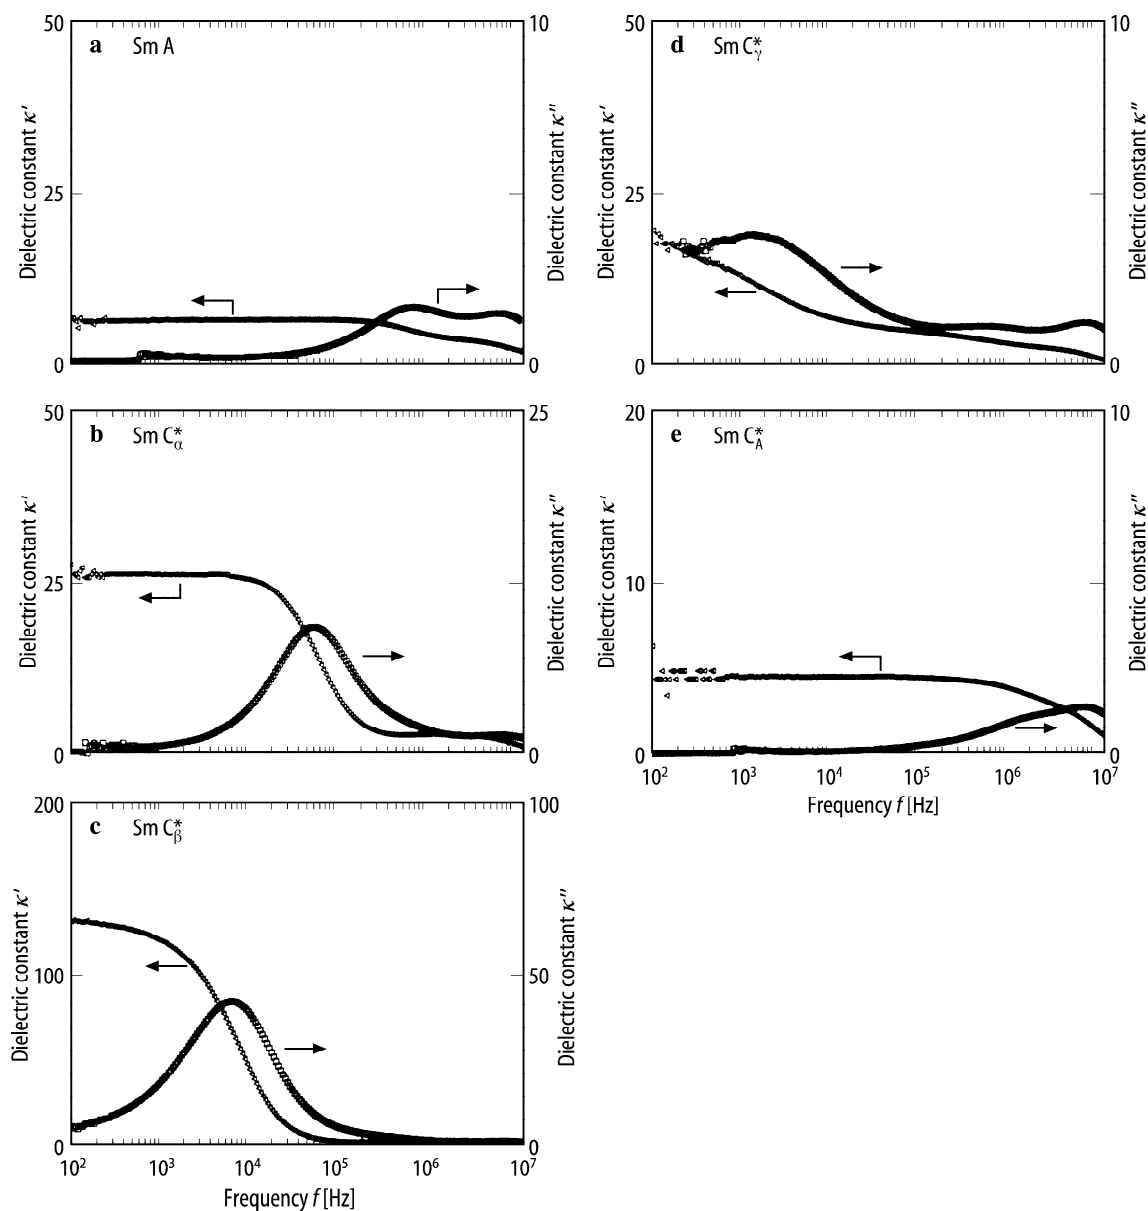 50
10
a Sm A
25
Dielectric constant κ′
Dielectric constant κ″
0
0
50
25
b Sm C*α
25
Dielectric constant κ′
Dielectric constant κ″
0
0
200
100
c Sm C*β
100
50
Dielectric constant κ′
Dielectric constant κ″
0
0
10² 10³ 10⁴ 10⁵ 10⁶ 10⁷
Frequency f [Hz]
50
10
d Sm C*γ
25
Dielectric constant κ′
Dielectric constant κ″
0
0
20
10
e Sm C*A
10
Dielectric constant κ′
Dielectric constant κ″
0
0
10² 10³ 10⁴ 10⁵ 10⁶ 10⁷
Frequency f [Hz]